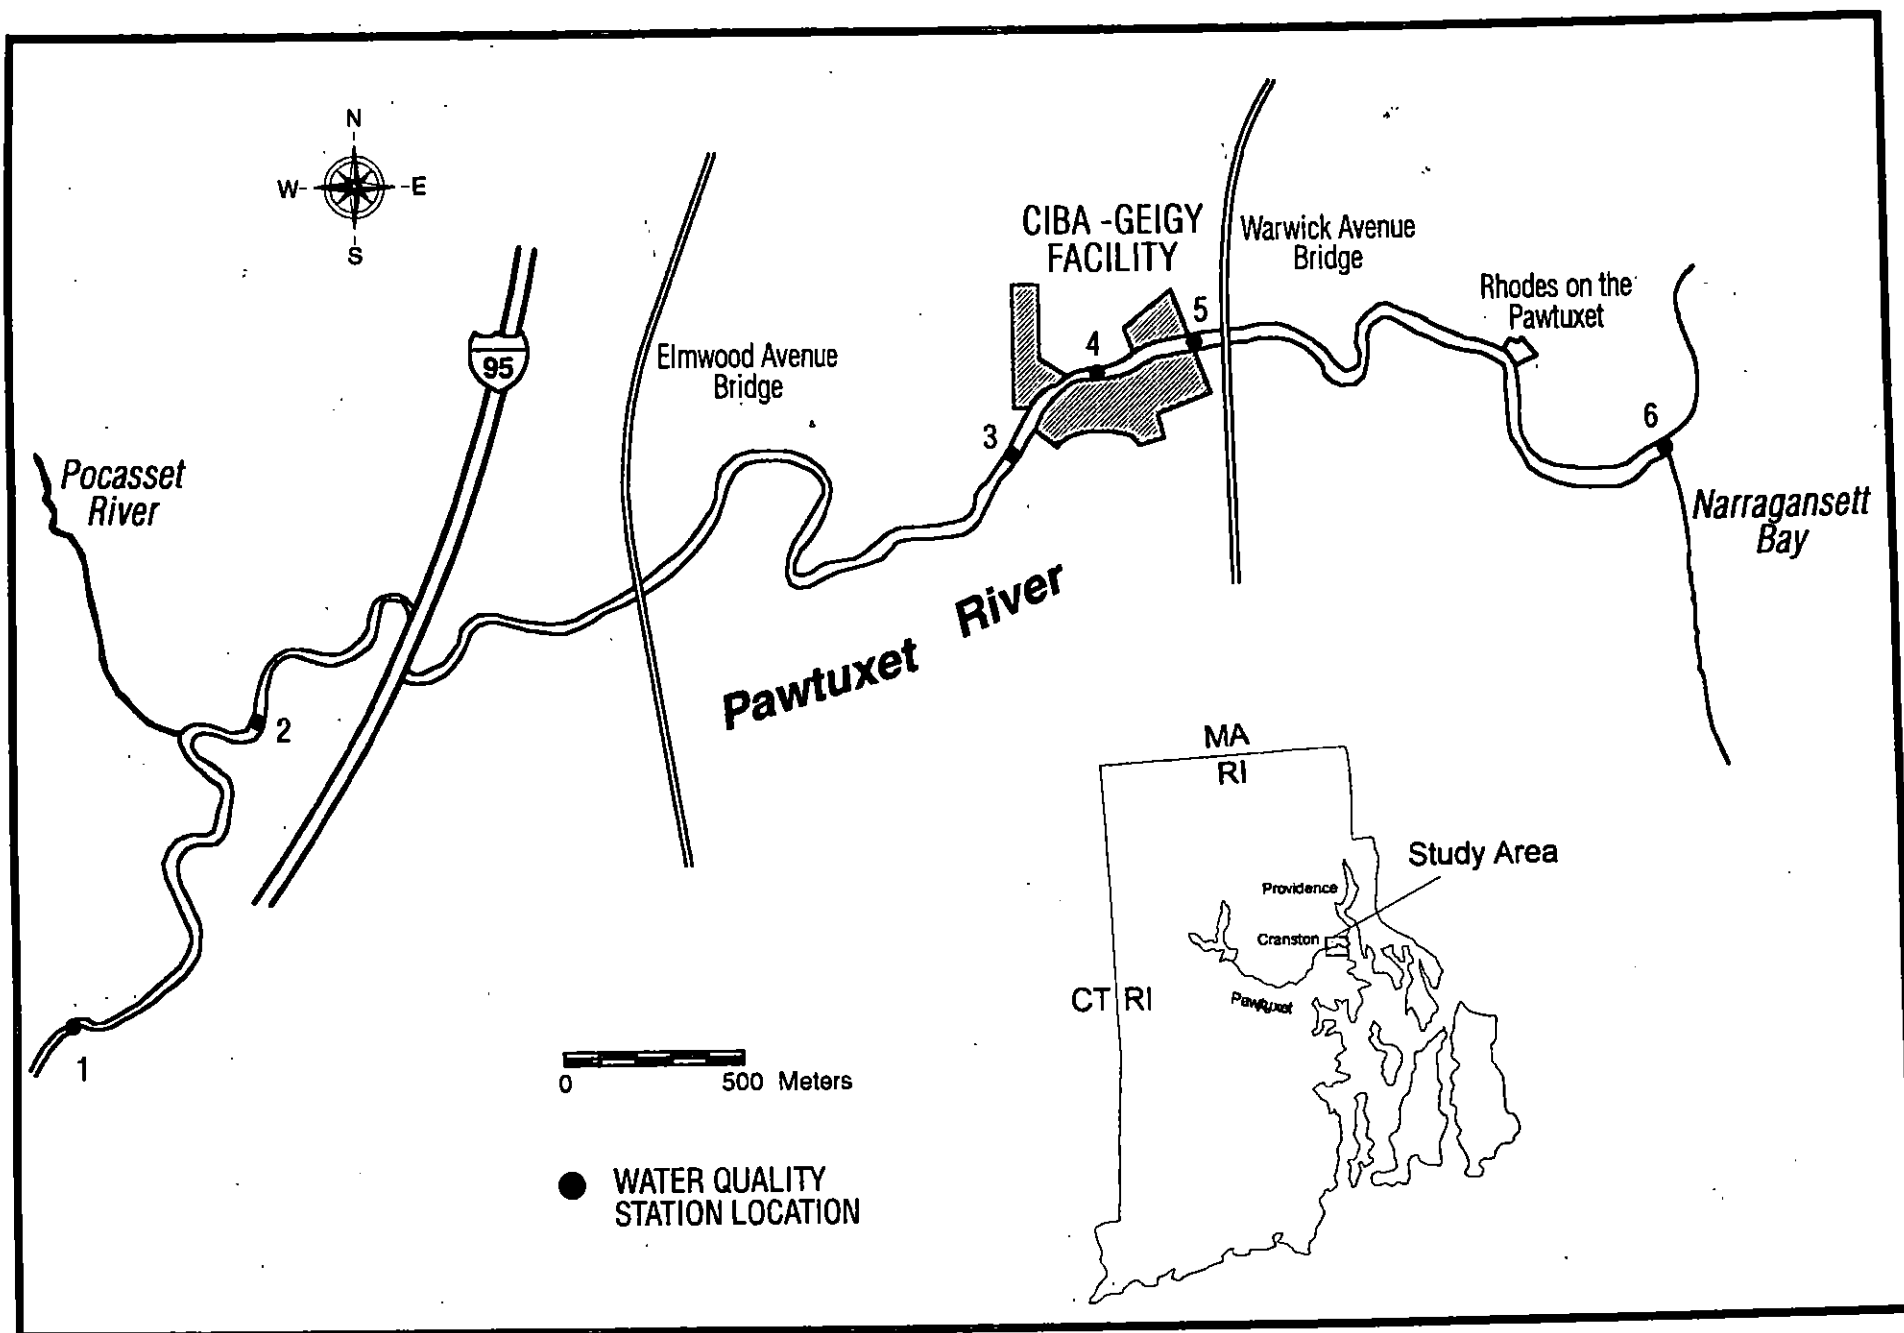 N
W
E
S
CIBA -GEIGY
FACILITY
Warwick Avenue
Bridge
Rhodes on the
Pawtuxet
5
4
95
Elmwood Avenue
Bridge
3
6
Pocasset
River
Narragansett
Bay
Pawtuxet River
2
MA
RI
Study Area
Providence
Cranston
CT RI
Pawtuxet
1
0 500 Meters
WATER QUALITY
STATION LOCATION